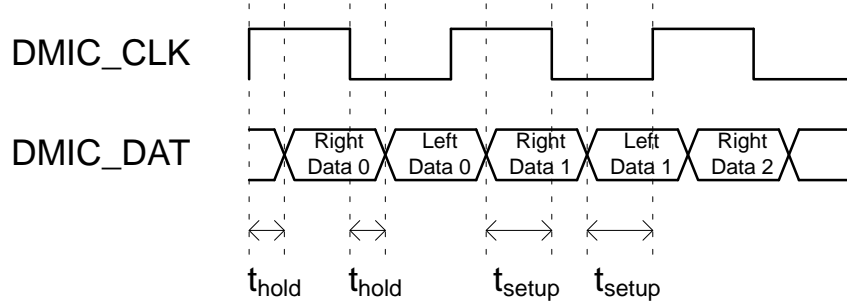 DMIC_CLK
DMIC_DAT
Right Data 0
Left Data 0
Right Data 1
Left Data 1
Right Data 2
thold
thold
tsetup
tsetup